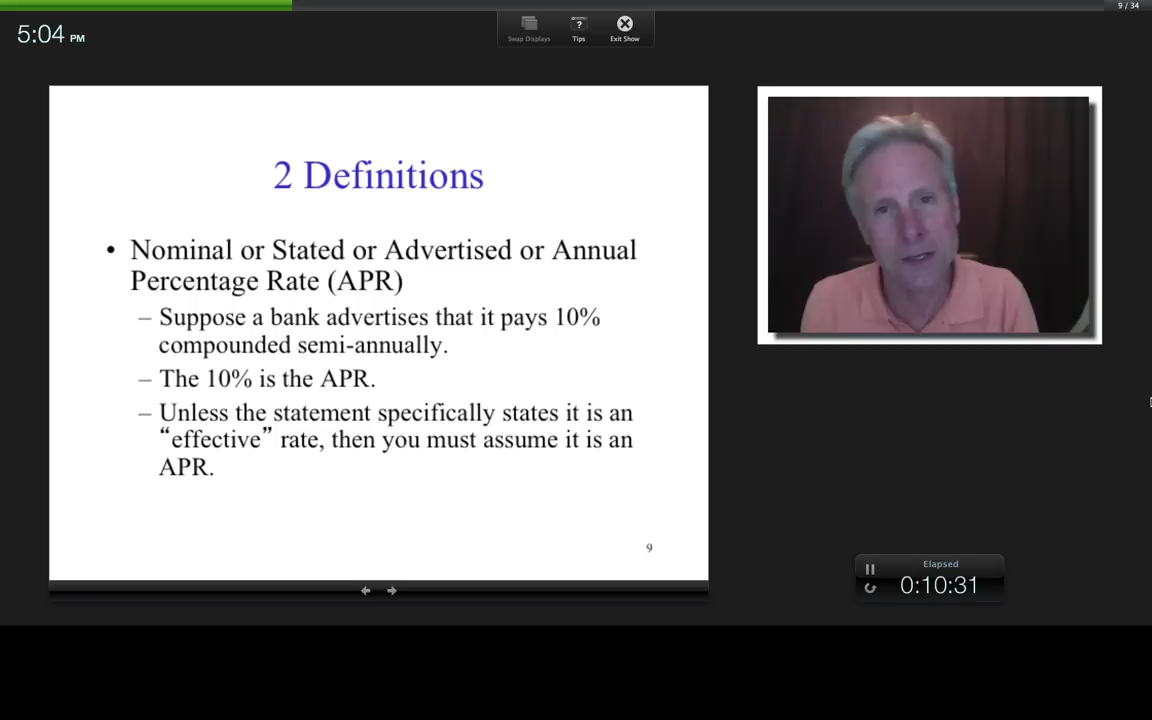 9 / 34
5:04 PM
Swap Displays
?
Tips
Exit Show
2 Definitions
• Nominal or Stated or Advertised or Annual
Percentage Rate (APR)
– Suppose a bank advertises that it pays 10%
compounded semi-annually.
– The 10% is the APR.
– Unless the statement specifically states it is an
“effective” rate, then you must assume it is an
APR.
9
Elapsed
0:10:31